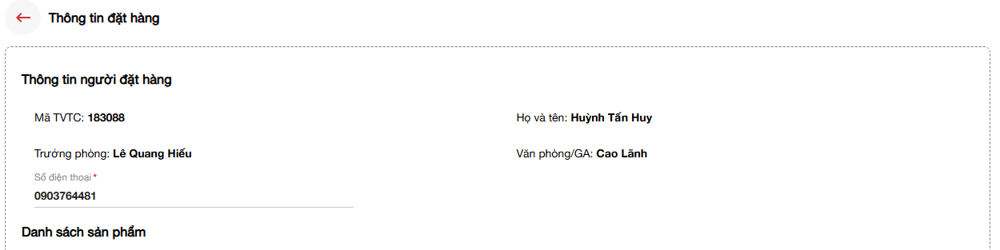 Thông tin đặt hàng
Thông tin người đặt hàng
Mã TVTC: 183088
Họ và tên: Huỳnh Tấn Huy
Trưởng phòng: Lê Quang Hiếu
Văn phòng/GA: Cao Lãnh
Số điện thoại *
0903764481
Danh sách sản phẩm